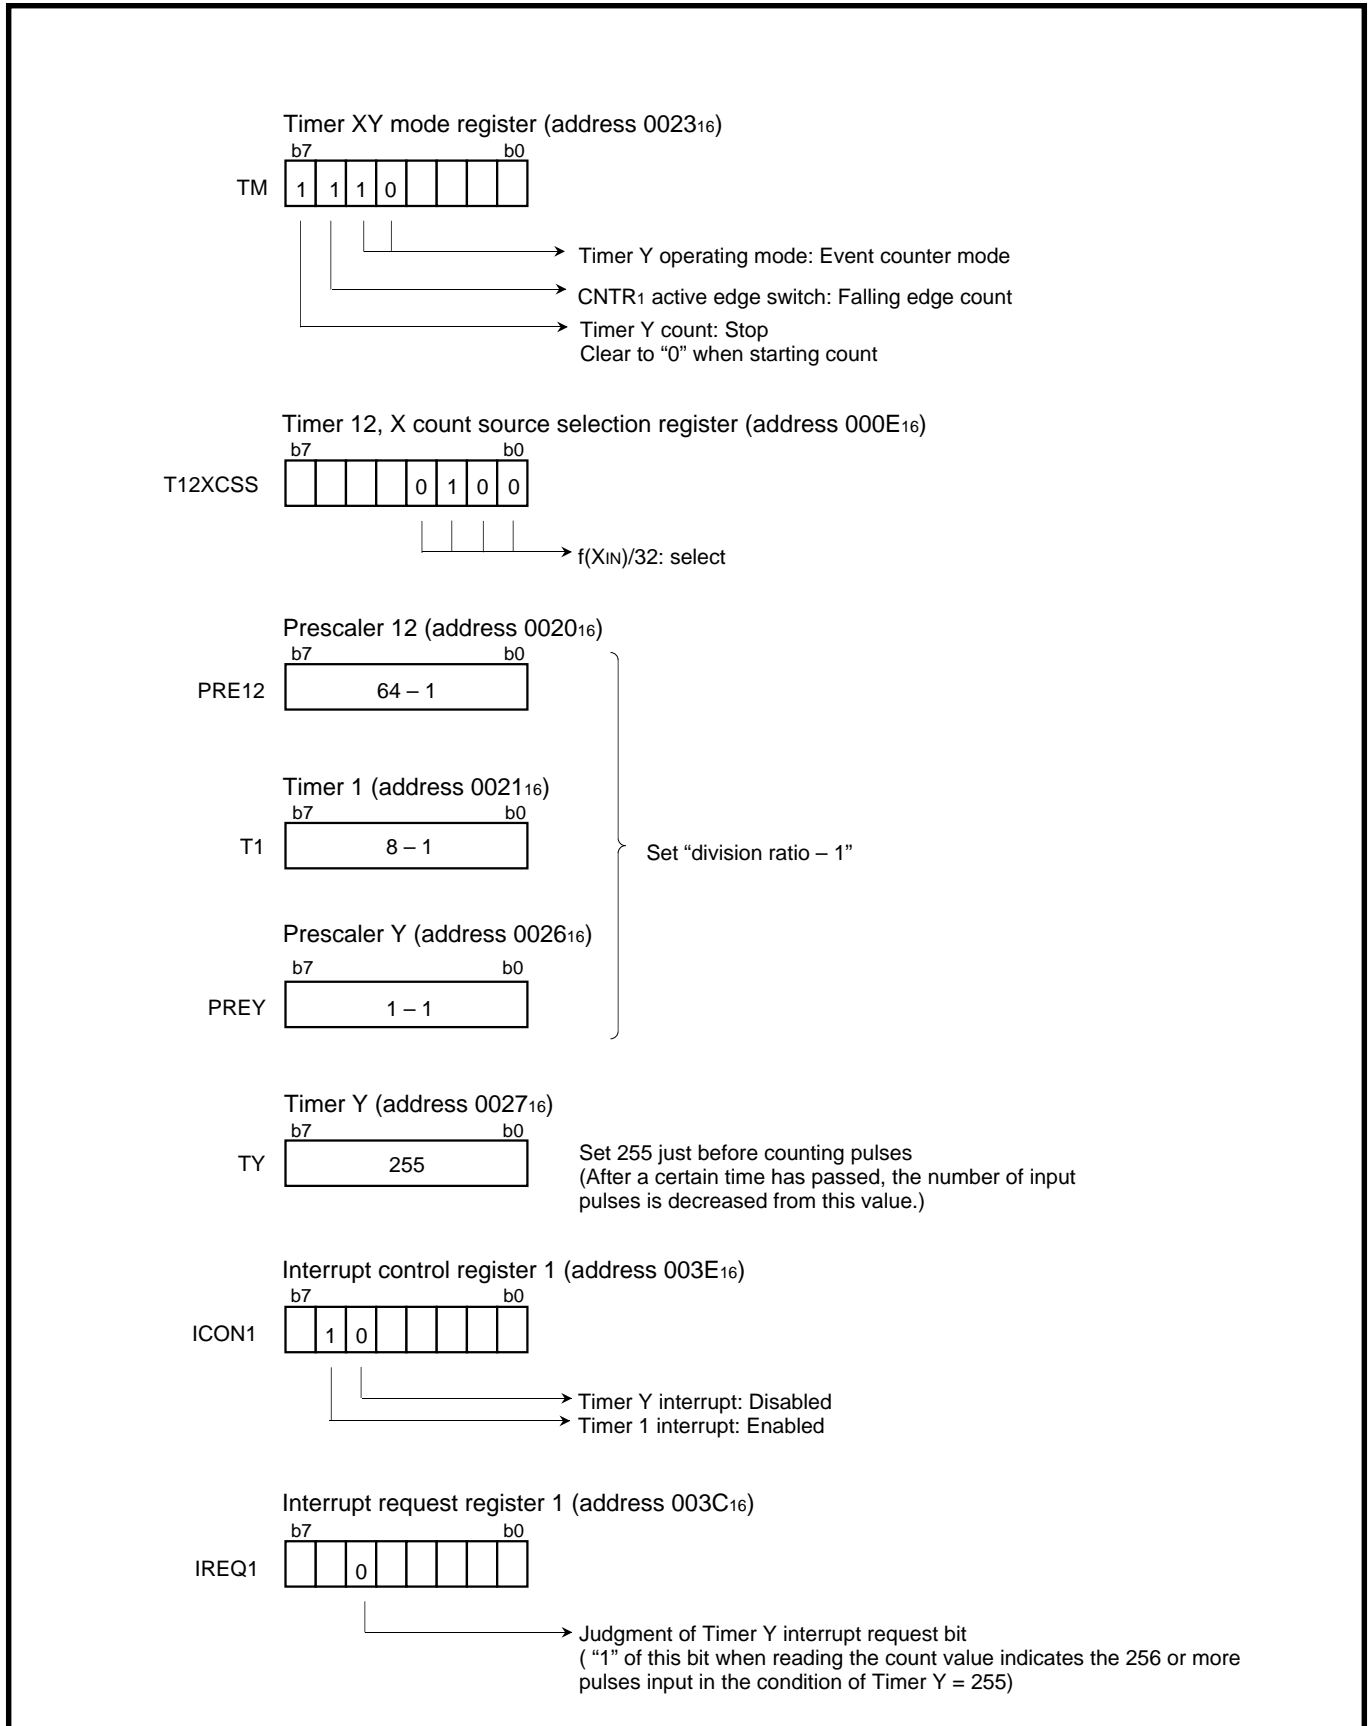 Timer XY mode register (address 002316)
b7 b0
TM 1 1 1 0
Timer Y operating mode: Event counter mode
CNTR1 active edge switch: Falling edge count
Timer Y count: Stop
Clear to “0” when starting count
Timer 12, X count source selection register (address 000E16)
b7 b0
T12XCSS 0 1 0 0
f(XIN)/32: select
Prescaler 12 (address 002016)
b7 b0
PRE12 64 – 1
Timer 1 (address 002116)
b7 b0
T1 8 – 1
Set “division ratio – 1”
Prescaler Y (address 002616)
b7 b0
PREY 1 – 1
Timer Y (address 002716)
b7 b0
TY 255
Set 255 just before counting pulses
(After a certain time has passed, the number of input
pulses is decreased from this value.)
Interrupt control register 1 (address 003E16)
b7 b0
ICON1 1 0
Timer Y interrupt: Disabled
Timer 1 interrupt: Enabled
Interrupt request register 1 (address 003C16)
b7 b0
IREQ1 0
Judgment of Timer Y interrupt request bit
( “1” of this bit when reading the count value indicates the 256 or more
pulses input in the condition of Timer Y = 255)